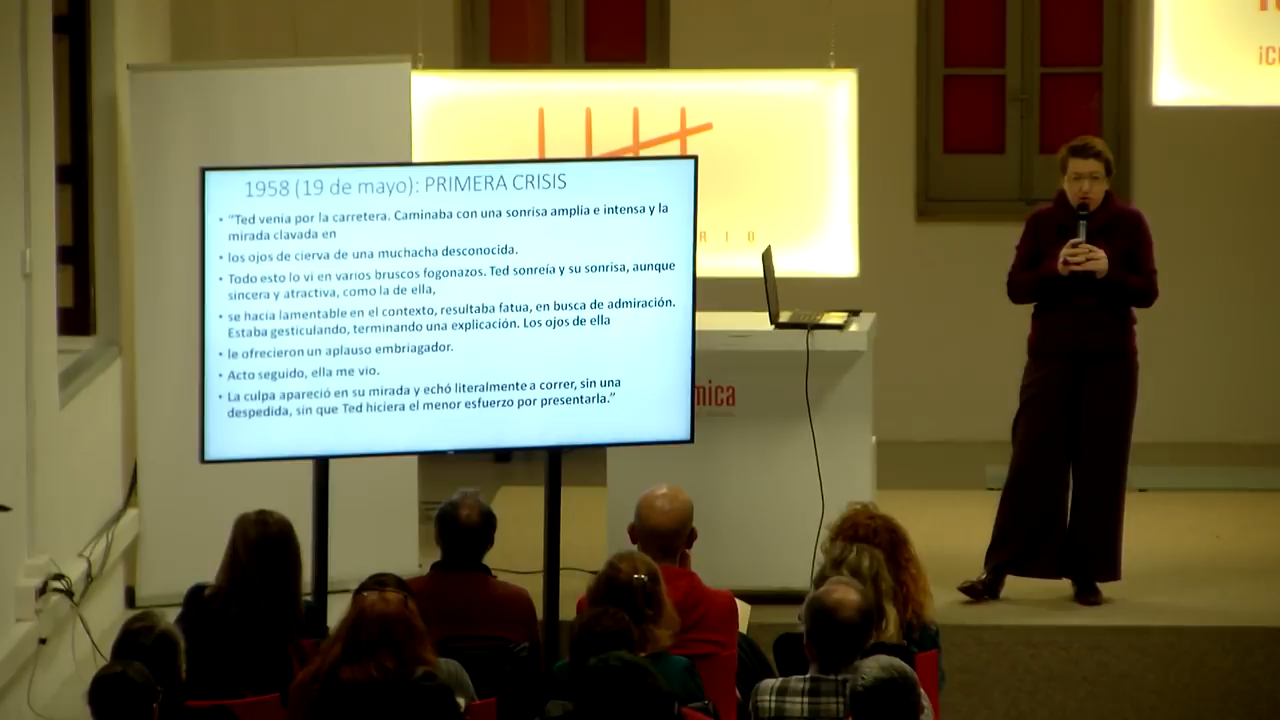 1958 (19 de mayo): PRIMERA CRISIS
• “Ted venia por la carretera. Caminaba con una sonrisa amplia e intensa y la
mirada clavada en
• los ojos de cierva de una muchacha desconocida.
• Todo esto lo vi en varios bruscos fogonazos. Ted sonreía y su sonrisa, aunque
sincera y atractiva, como la de ella,
• se hacia lamentable en el contexto, resultaba fatua, en busca de admiración.
Estaba gesticulando, terminando una explicación. Los ojos de ella
• le ofrecieron un aplauso embriagador.
• Acto seguido, ella me vio.
• La culpa apareció en su mirada y echó literalmente a correr, sin una
despedida, sin que Ted hiciera el menor esfuerzo por presentarla.”